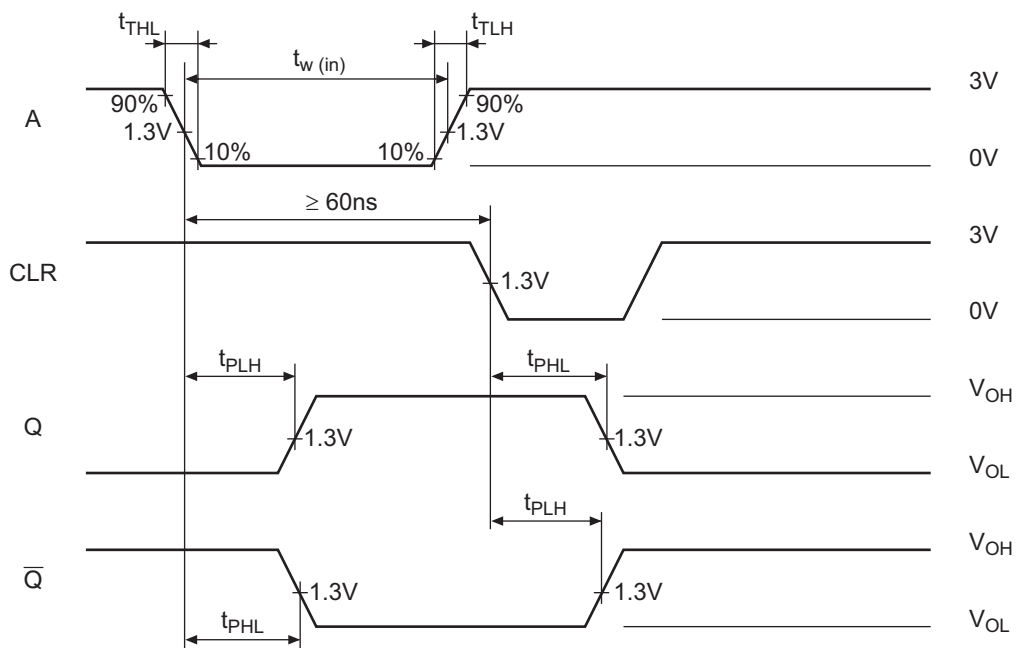 tTHL
tTLH
tw (in)
3V
90%
90%
A
1.3V
1.3V
10%
10%
0V
≥ 60ns
3V
CLR
1.3V
0V
tPLH
tPHL
VOH
Q
1.3V
1.3V
VOL
tPLH
VOH
Q̅
1.3V
1.3V
tPHL
VOL